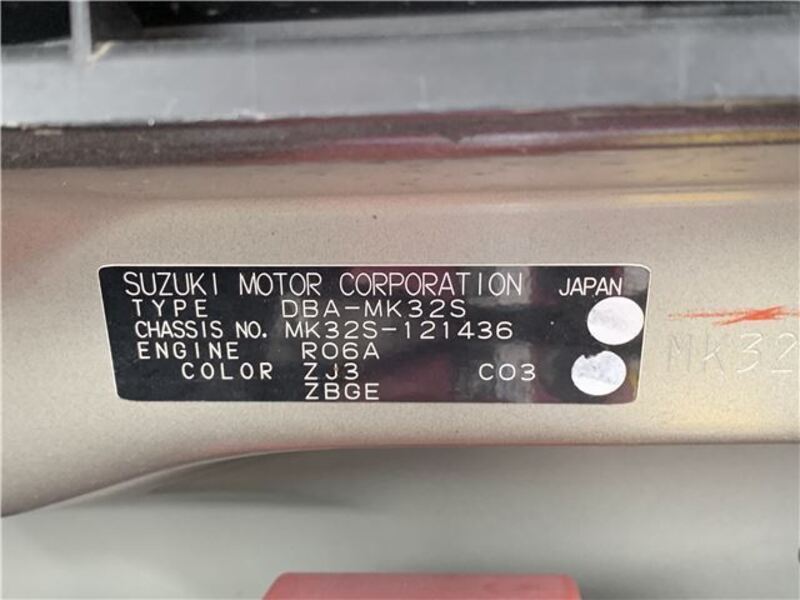 SUZUKI MOTOR CORPORATION JAPAN
TYPE DBA-MK32S
CHASSIS NO. MK32S-121436
ENGINE R06A
COLOR ZJ3 C03
ZBGE
MK32